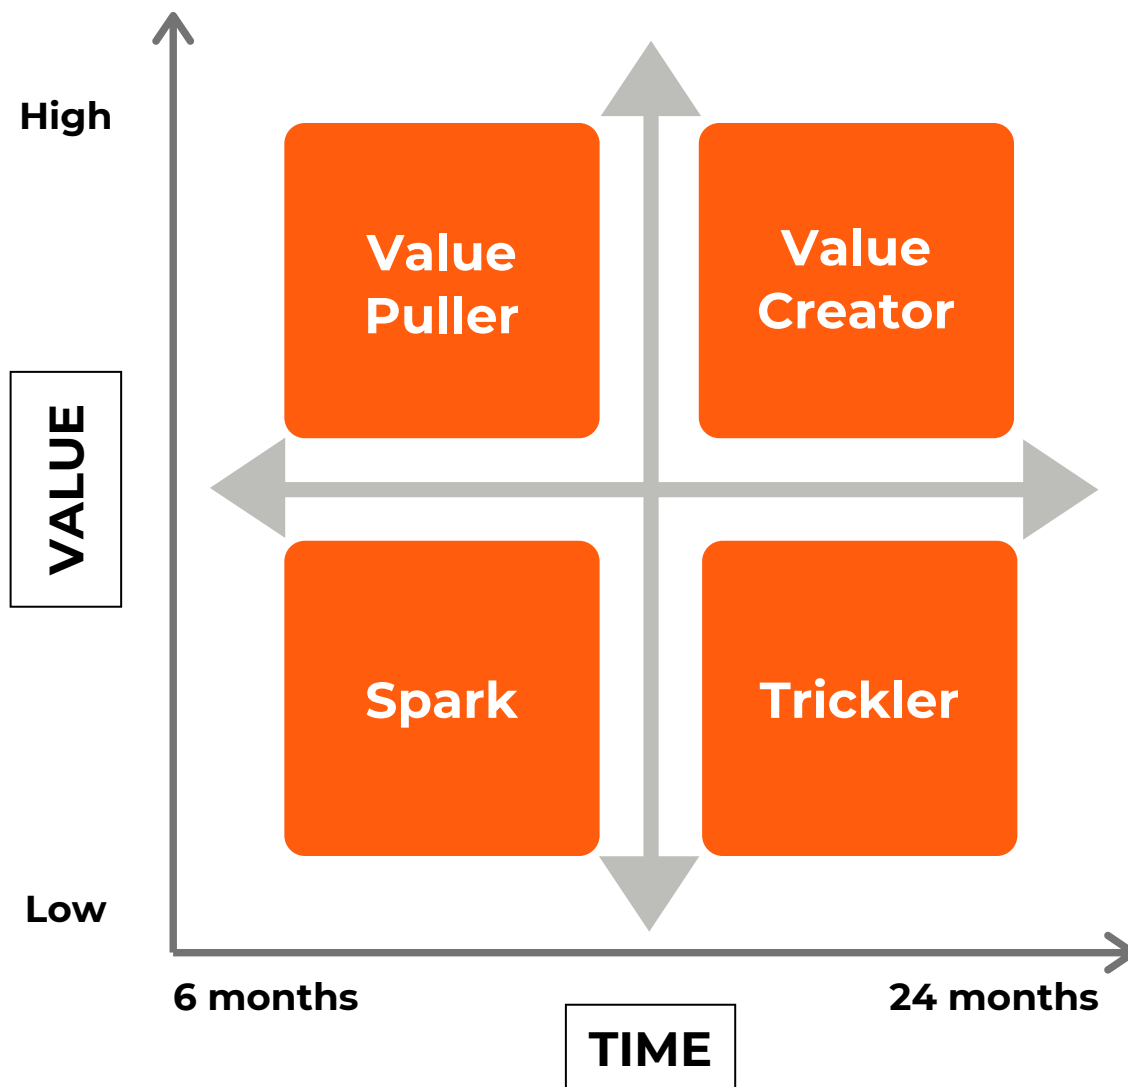 High
Value
Puller
Value
Creator
VALUE
Spark
Trickler
Low
6 months
24 months
TIME